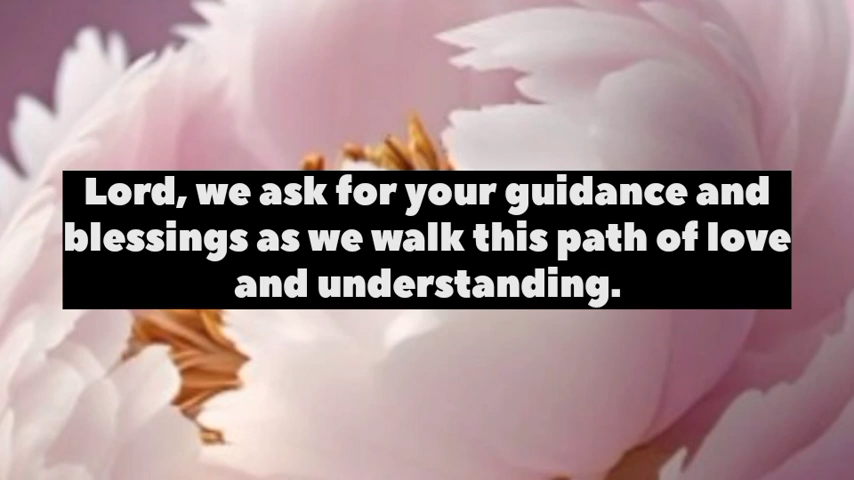 Lord, we ask for your guidance and
blessings as we walk this path of love
and understanding.